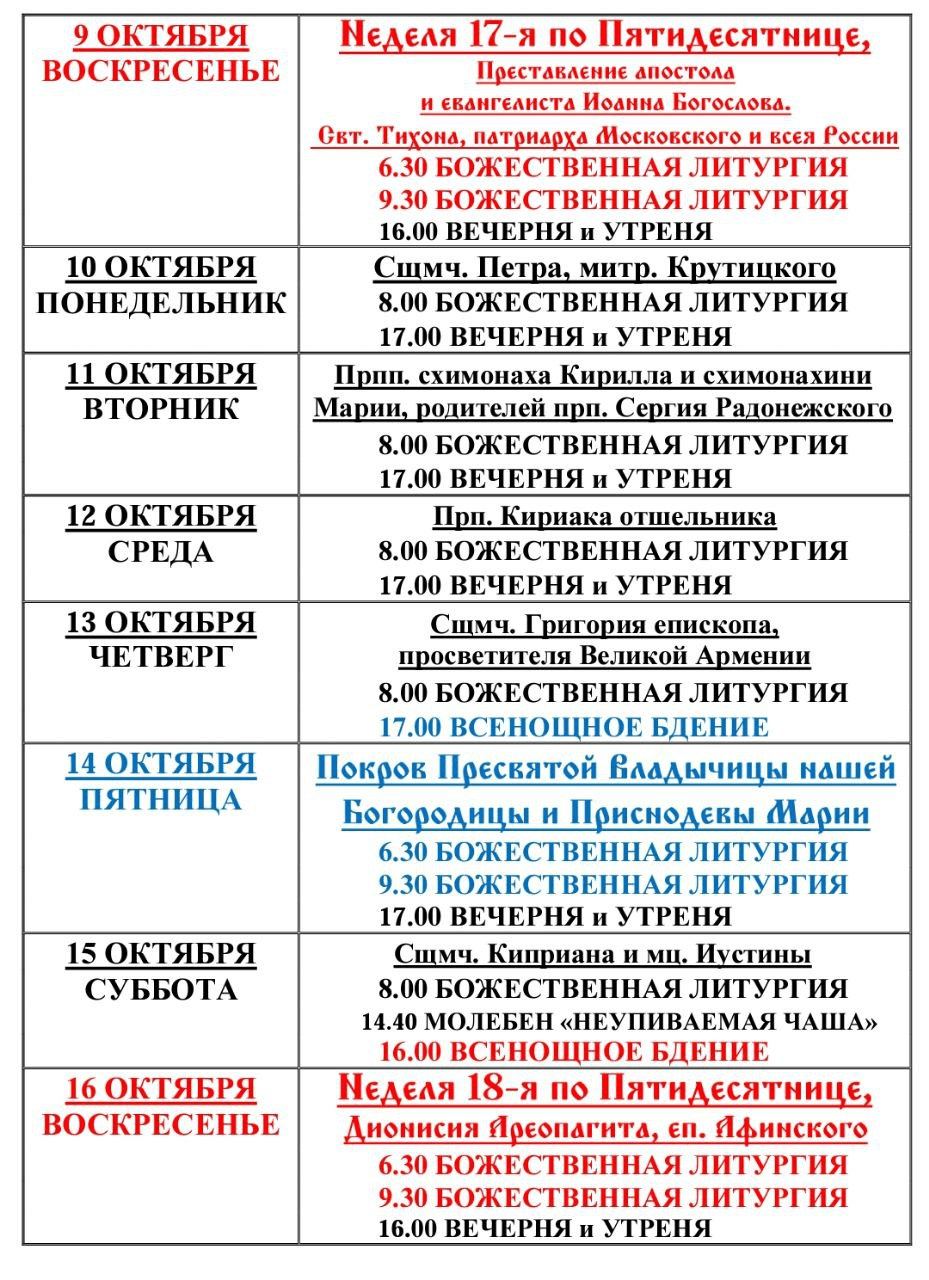 9 ОКТЯБРЯ
ВОСКРЕСЕНЬЕ
Неделя 17-я по Пятидесятнице,
Преставление апостола
и евангелиста Иоанна Богослова.
Свт. Тихона, патриарха Московского и всея России
6.30 БОЖЕСТВЕННАЯ ЛИТУРГИЯ
9.30 БОЖЕСТВЕННАЯ ЛИТУРГИЯ
16.00 ВЕЧЕРНЯ и УТРЕНЯ
10 ОКТЯБРЯ
ПОНЕДЕЛЬНИК
Сщмч. Петра, митр. Крутицкого
8.00 БОЖЕСТВЕННАЯ ЛИТУРГИЯ
17.00 ВЕЧЕРНЯ и УТРЕНЯ
11 ОКТЯБРЯ
ВТОРНИК
Прпп. схимонаха Кирилла и схимонахини
Марии, родителей прп. Сергия Радонежского
8.00 БОЖЕСТВЕННАЯ ЛИТУРГИЯ
17.00 ВЕЧЕРНЯ и УТРЕНЯ
12 ОКТЯБРЯ
СРЕДА
Прп. Кириака отшельника
8.00 БОЖЕСТВЕННАЯ ЛИТУРГИЯ
17.00 ВЕЧЕРНЯ и УТРЕНЯ
13 ОКТЯБРЯ
ЧЕТВЕРГ
Сщмч. Григория епископа,
просветителя Великой Армении
8.00 БОЖЕСТВЕННАЯ ЛИТУРГИЯ
17.00 ВСЕНОЩНОЕ БДЕНИЕ
14 ОКТЯБРЯ
ПЯТНИЦА
Покров Пресвятой Владычицы нашей
Богородицы и Приснодевы Марии
6.30 БОЖЕСТВЕННАЯ ЛИТУРГИЯ
9.30 БОЖЕСТВЕННАЯ ЛИТУРГИЯ
17.00 ВЕЧЕРНЯ и УТРЕНЯ
15 ОКТЯБРЯ
СУББОТА
Сщмч. Киприана и мц. Иустины
8.00 БОЖЕСТВЕННАЯ ЛИТУРГИЯ
14.40 МОЛЕБЕН «НЕУПИВАЕМАЯ ЧАША»
16.00 ВСЕНОЩНОЕ БДЕНИЕ
16 ОКТЯБРЯ
ВОСКРЕСЕНЬЕ
Неделя 18-я по Пятидесятнице,
Дионисия Ареопагита, еп. Афинского
6.30 БОЖЕСТВЕННАЯ ЛИТУРГИЯ
9.30 БОЖЕСТВЕННАЯ ЛИТУРГИЯ
16.00 ВЕЧЕРНЯ и УТРЕНЯ